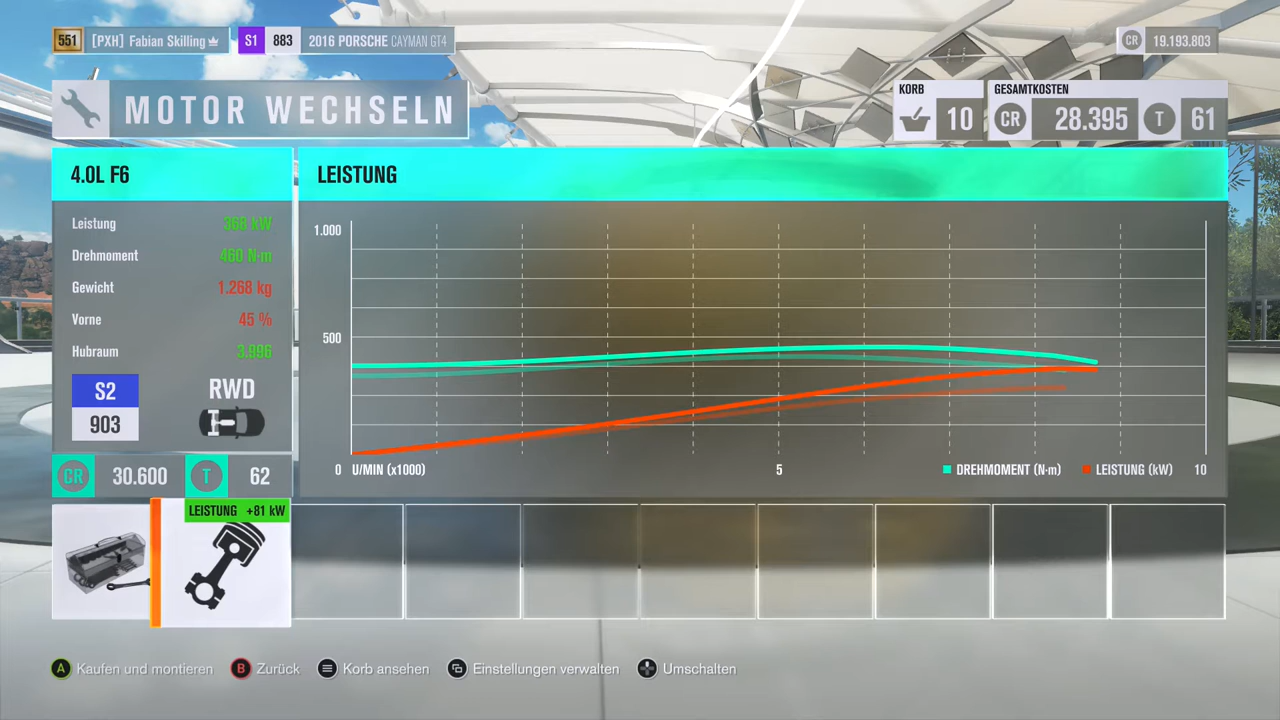 551 [PXH] Fabian Skilling S1 883 2016 PORSCHE CAYMAN GT4 CR 19.193.803
MOTOR WECHSELN
KORB 10
GESAMTKOSTEN CR 28.395 T 61
4.0L F6
Leistung 368 kW
Drehmoment 460 N·m
Gewicht 1.268 kg
Vorne 45 %
Hubraum 3.996
S2 RWD
903
CR 30.600 T 62
LEISTUNG
1.000
500
0 U/MIN (x1000) 5 DREHMOMENT (N·m) LEISTUNG (kW) 10
LEISTUNG +81 kW
A Kaufen und montieren B Zurück Korb ansehen Einstellungen verwalten Umschalten